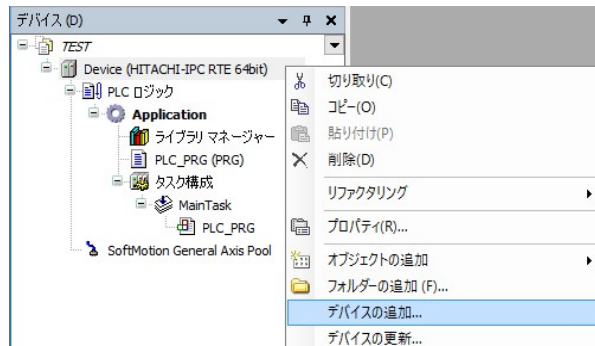 デバイス (D)
TEST
Device (HITACHI-IPC RTE 64bit)
PLC ロジック
Application
ライブラリ マネージャー
PLC_PRG (PRG)
タスク構成
MainTask
PLC_PRG
SoftMotion General Axis Pool
切り取り(C)
コピー(O)
貼り付け(P)
削除(D)
リファクタリング
プロパティ(R)...
オブジェクトの追加
フォルダーの追加 (F)...
デバイスの追加...
デバイスの更新...